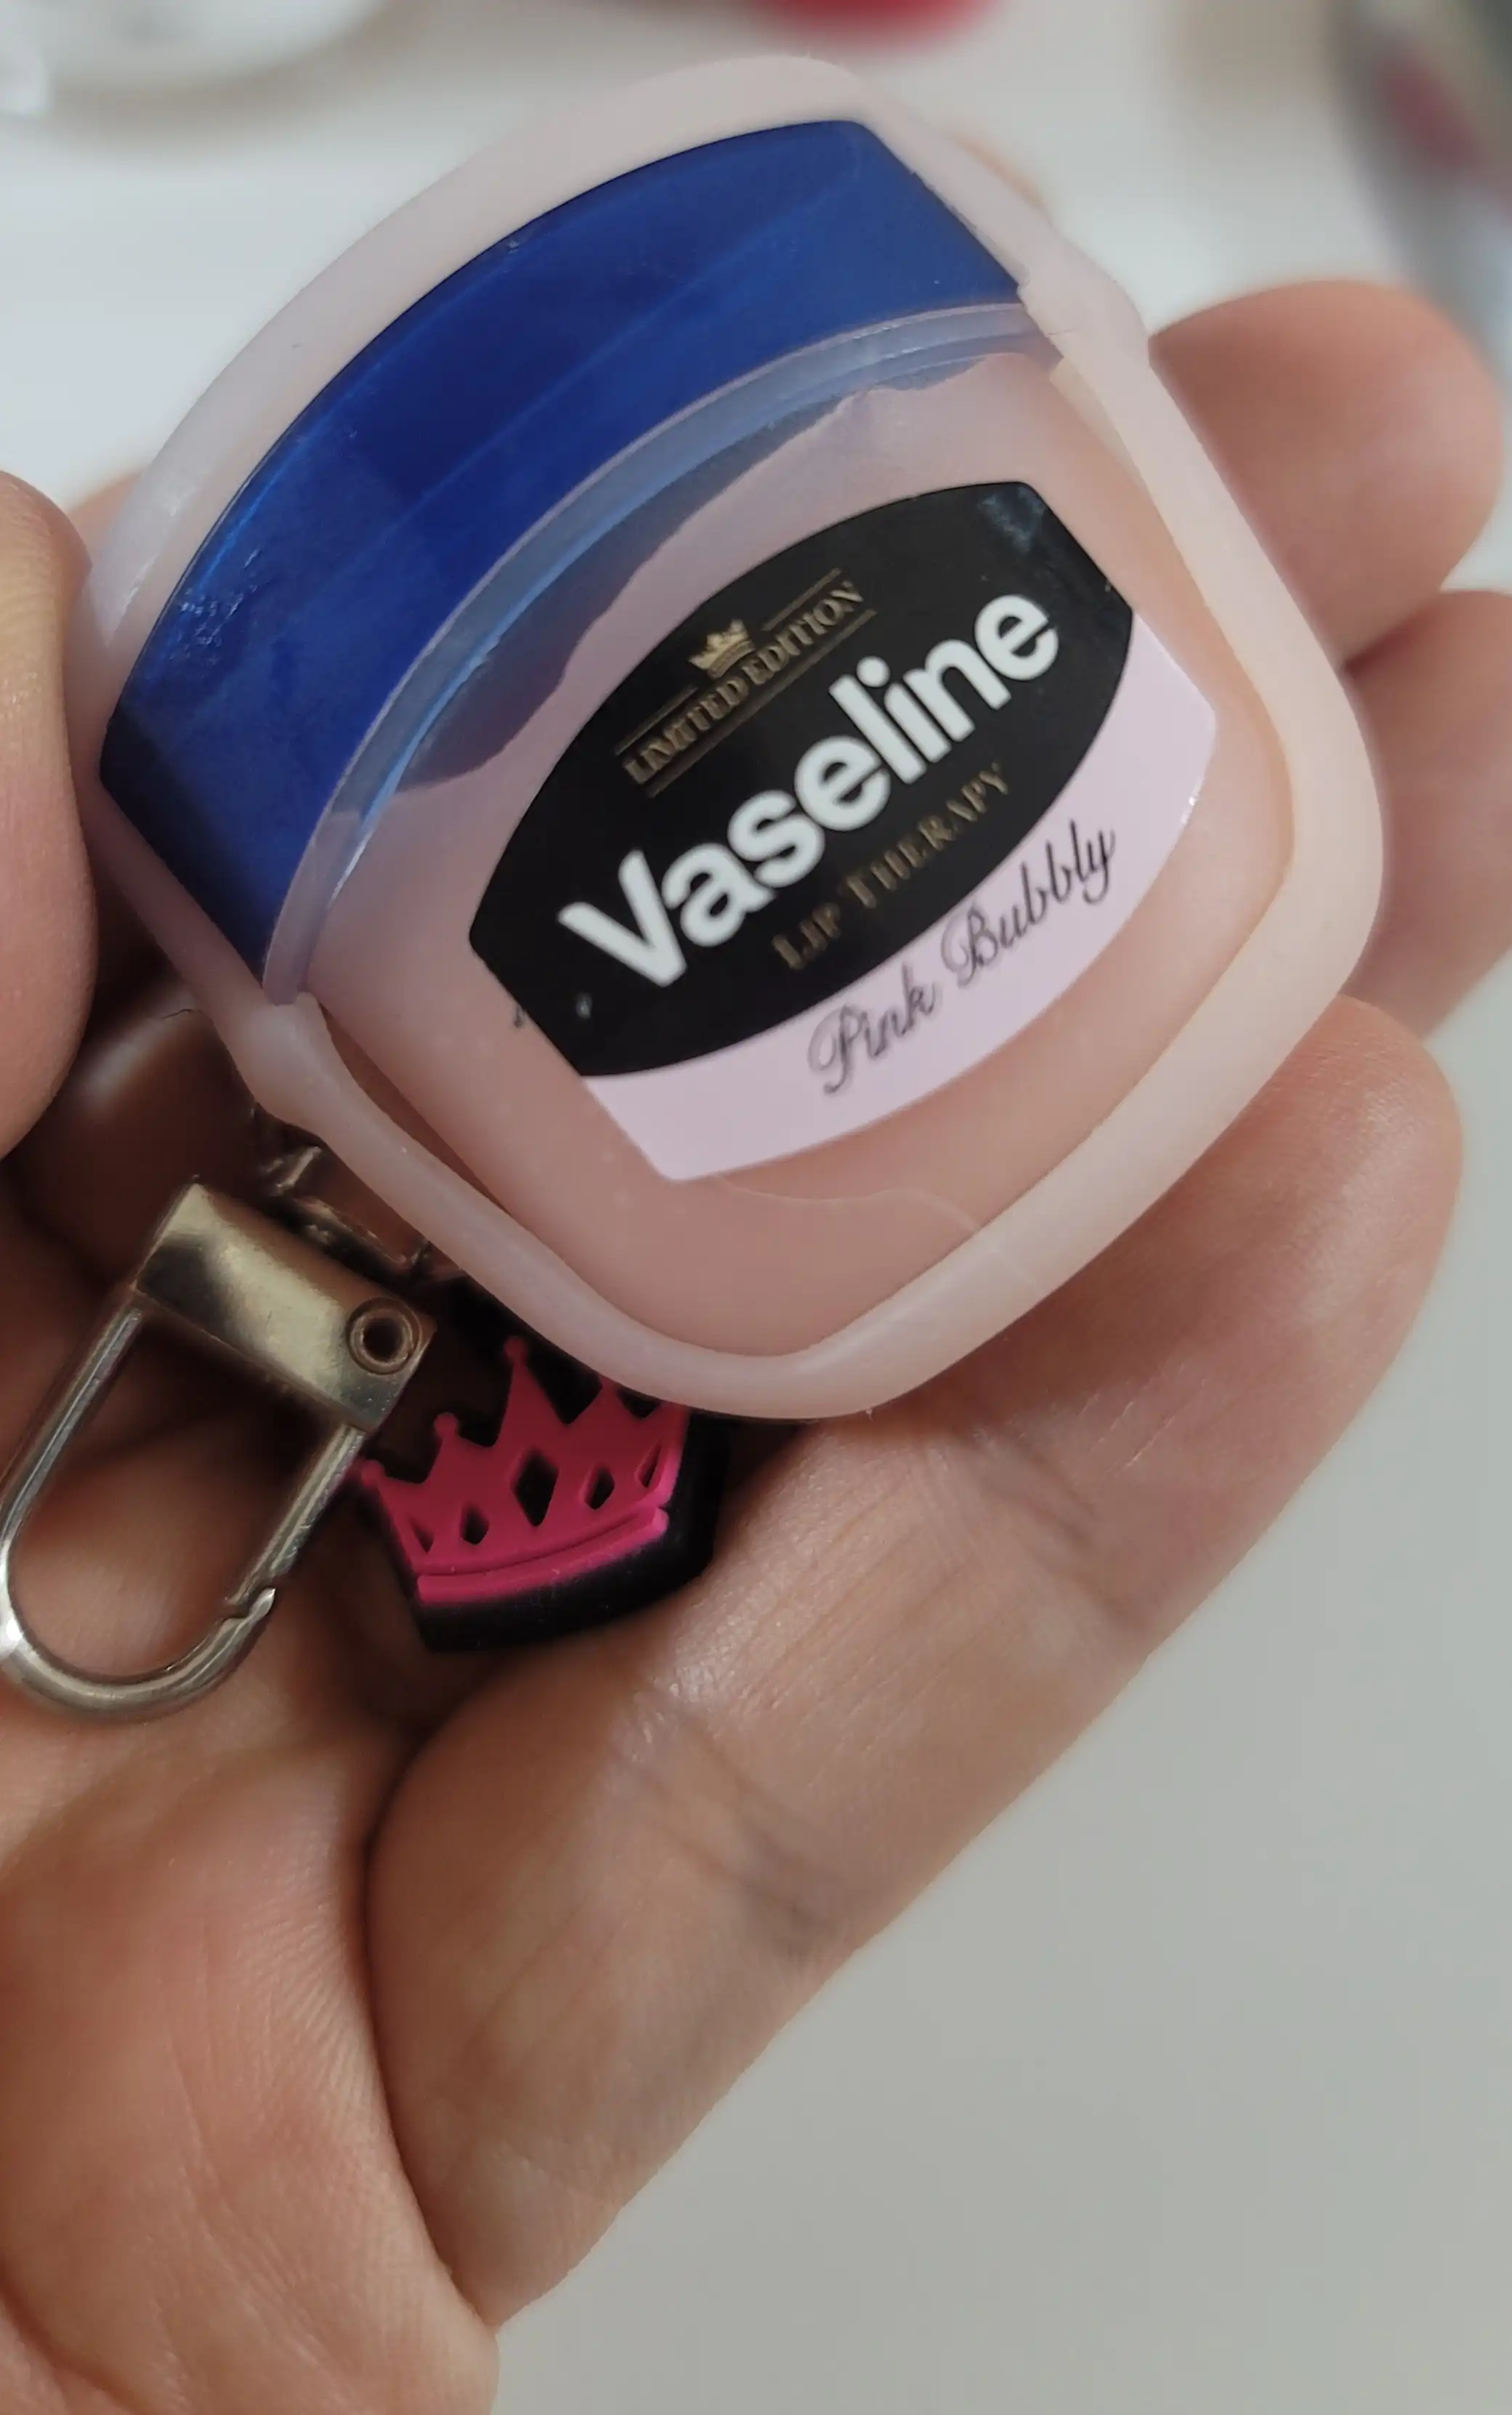 LIMITED EDITION
Vaseline
LIP THERAPY
Pink Bubbly